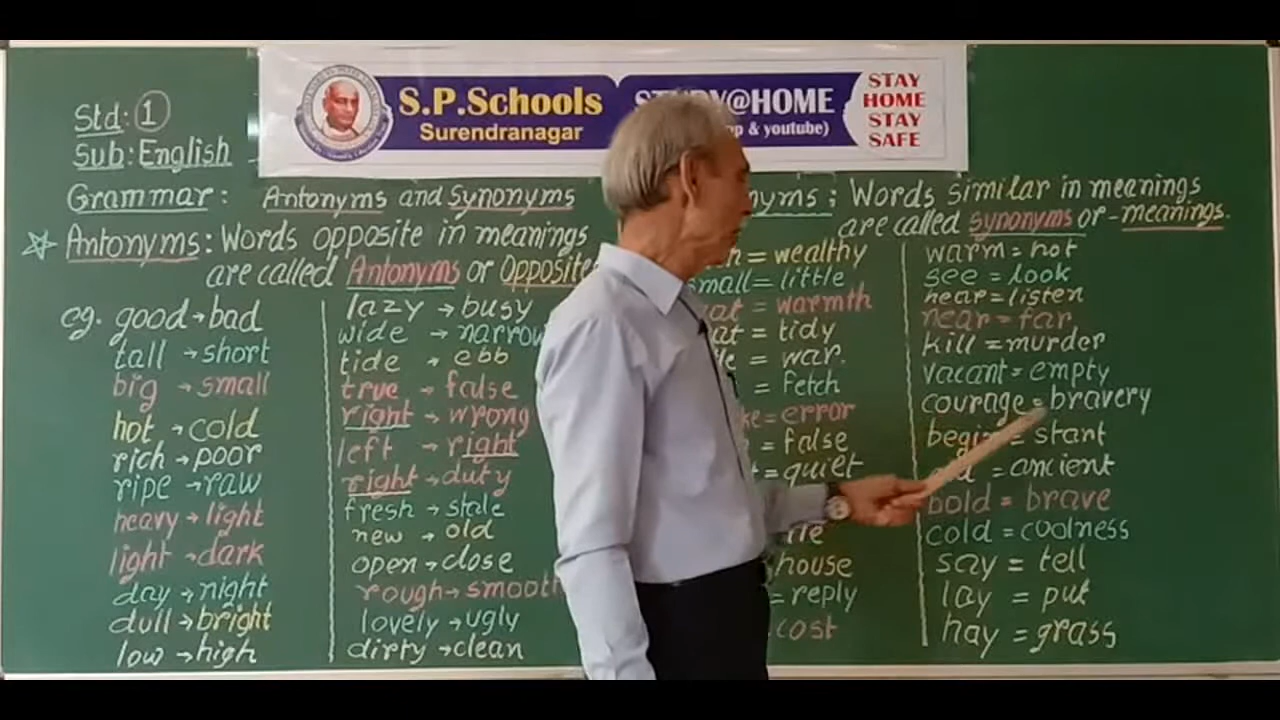 S.P.Schools
Surendranagar
@HOME
& youtube)
STAY
HOME
STAY
SAFE
Std: 1
Sub: English
Grammar: Antonyms and Synonyms
☆ Antonyms: Words opposite in meanings
are called Antonyms or Opposite
eg. good → bad
tall → short
big → small
hot → cold
rich → poor
ripe → raw
heavy → light
light → dark
day → night
dull → bright
low → high
lazy → busy
wide → narrow
tide → ebb
true → false
right → wrong
left → right
right → duty
fresh → stale
new → old
open → close
rough → smooth
lovely → ugly
dirty → clean
nyms: Words similar in meanings
are called synonyms or - meanings.
= wealthy
small = little
= warmth
= tidy
= war.
= Fetch
= error
= false
= quiet
house
= reply
cost
warm = hot
see = look
hear = listen
near = far
kill = murder
vacant = empty
courage = bravery
begin = start
= ancient
bold = brave
cold = coolness
say = tell
lay = put
hay = grass